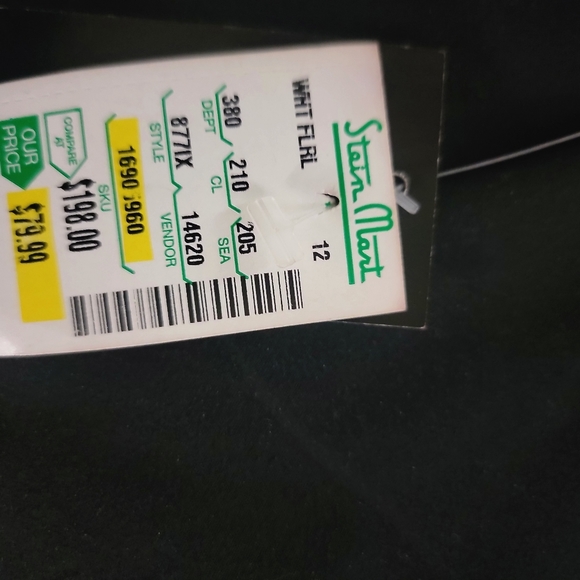 Stein Mart
WHT FLRL 12
380 210 205
DEPT CL SEA
877IX 14620
STYLE VENDOR
1690 960
SKU
COMPARE AT $198.00
OUR PRICE $79.99